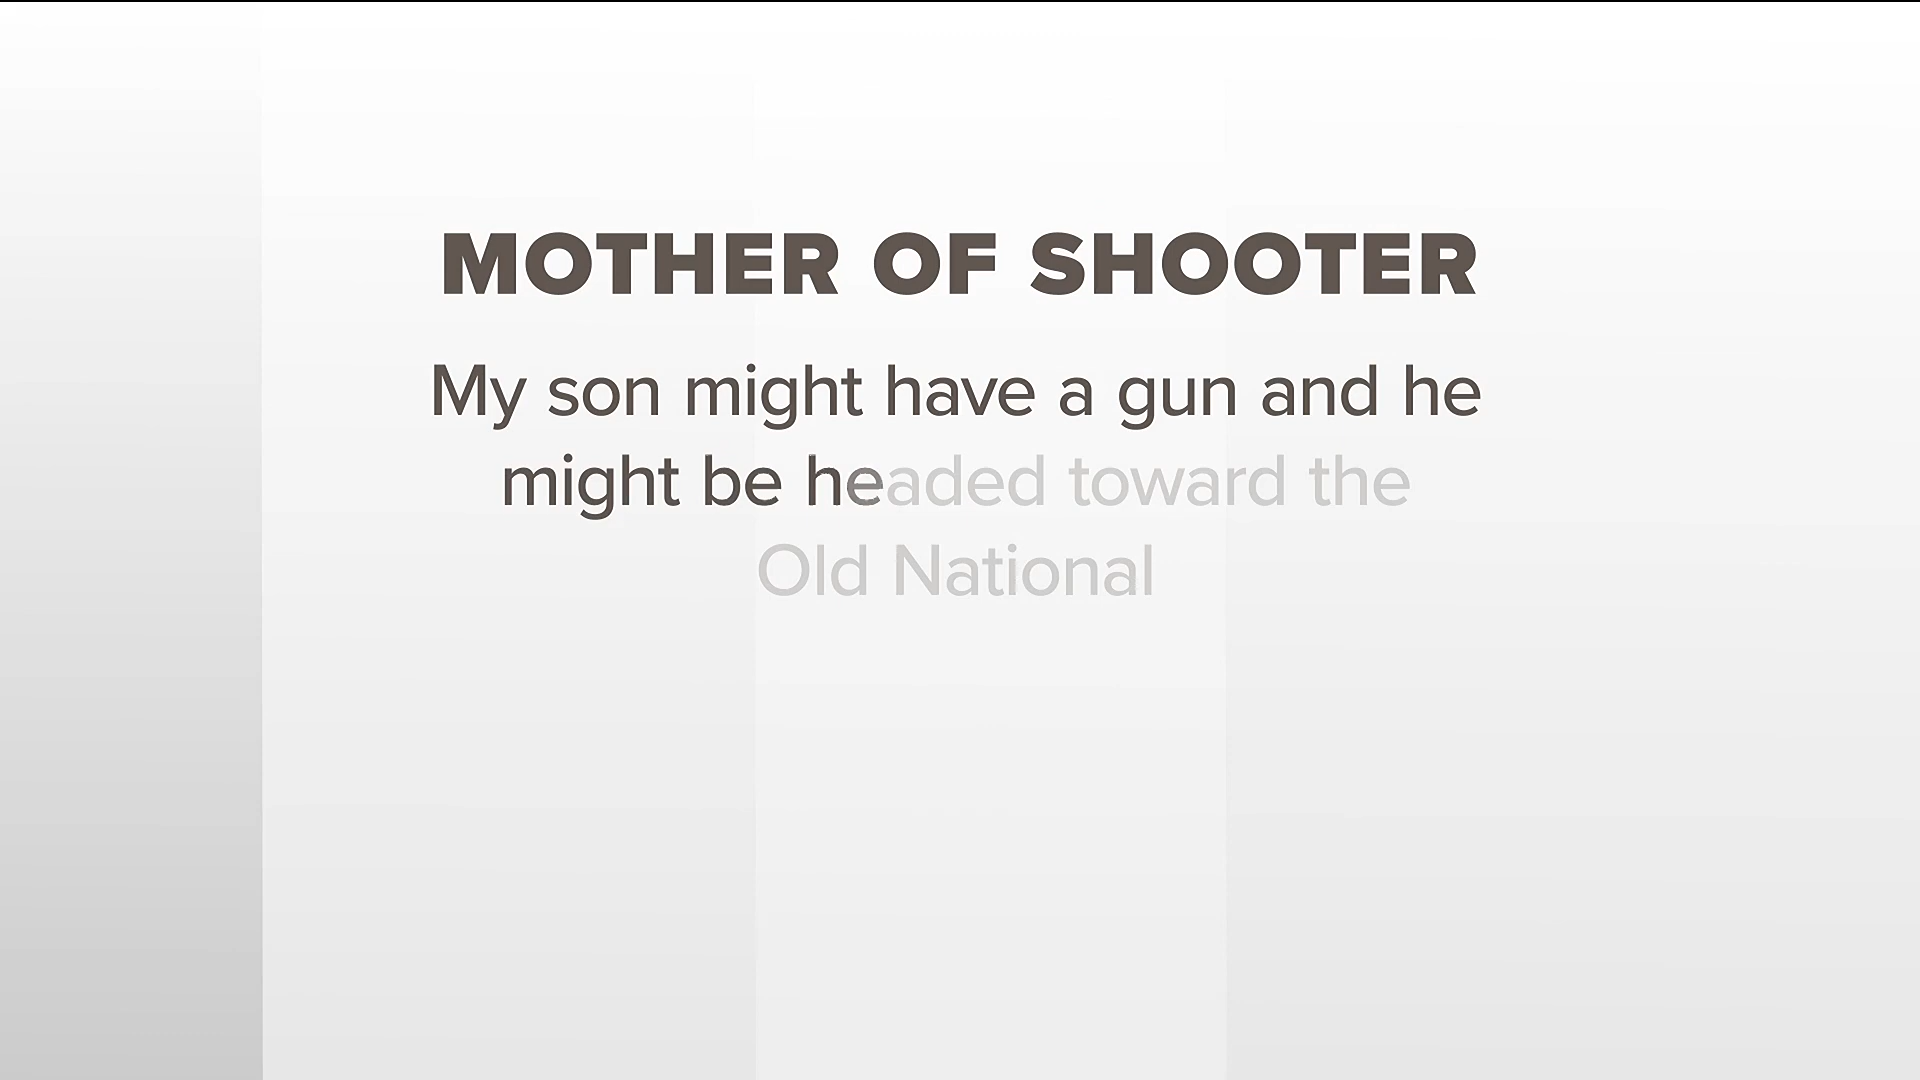 MOTHER OF SHOOTER
My son might have a gun and he
might be headed toward the
Old National